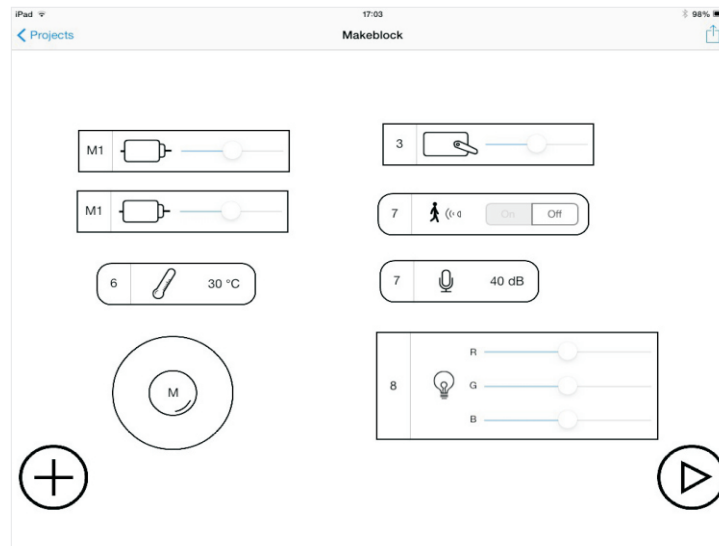 iPad 17:03 98%
Projects Makeblock
M1
3
M1
7 On Off
6 30 °C
7 40 dB
R
8 G
B
M